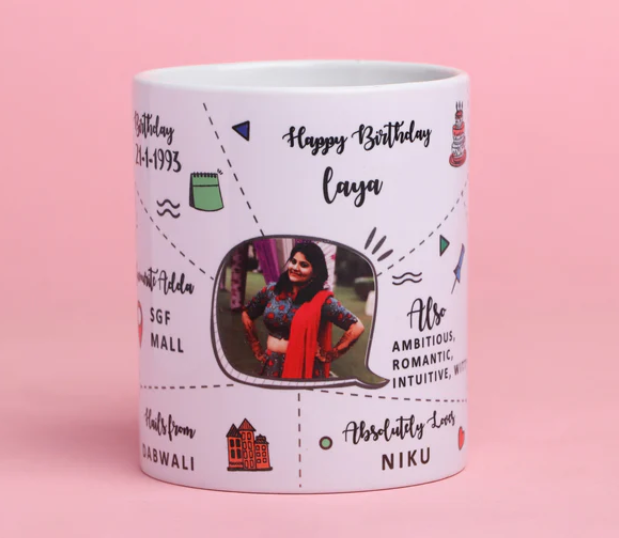 Birthday
21-1-1993
Happy Birthday
Laya
Adda
SGF
MALL
Also
AMBITIOUS,
ROMANTIC,
INTUITIVE,
Hails from
DABWALI
Absolutely Loves
NIKU